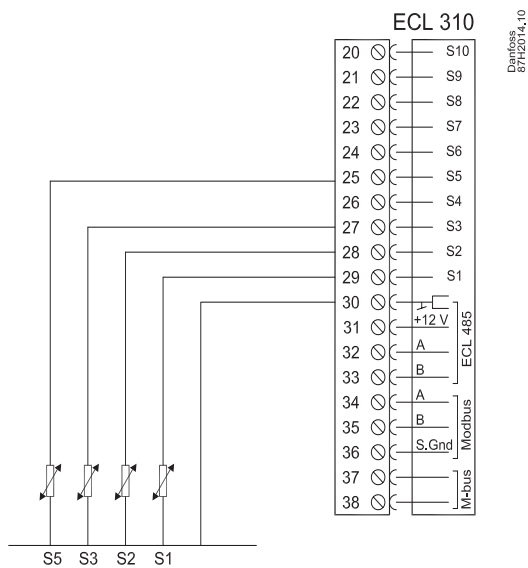 ECL 310
Danfoss
87H2014.10
20 S10
21 S9
22 S8
23 S7
24 S6
25 S5
26 S4
27 S3
28 S2
29 S1
30
31 +12 V
32 A
33 B
ECL 485
34 A
35 B
36 S.Gnd
Modbus
37
38
M-bus
S5 S3 S2 S1